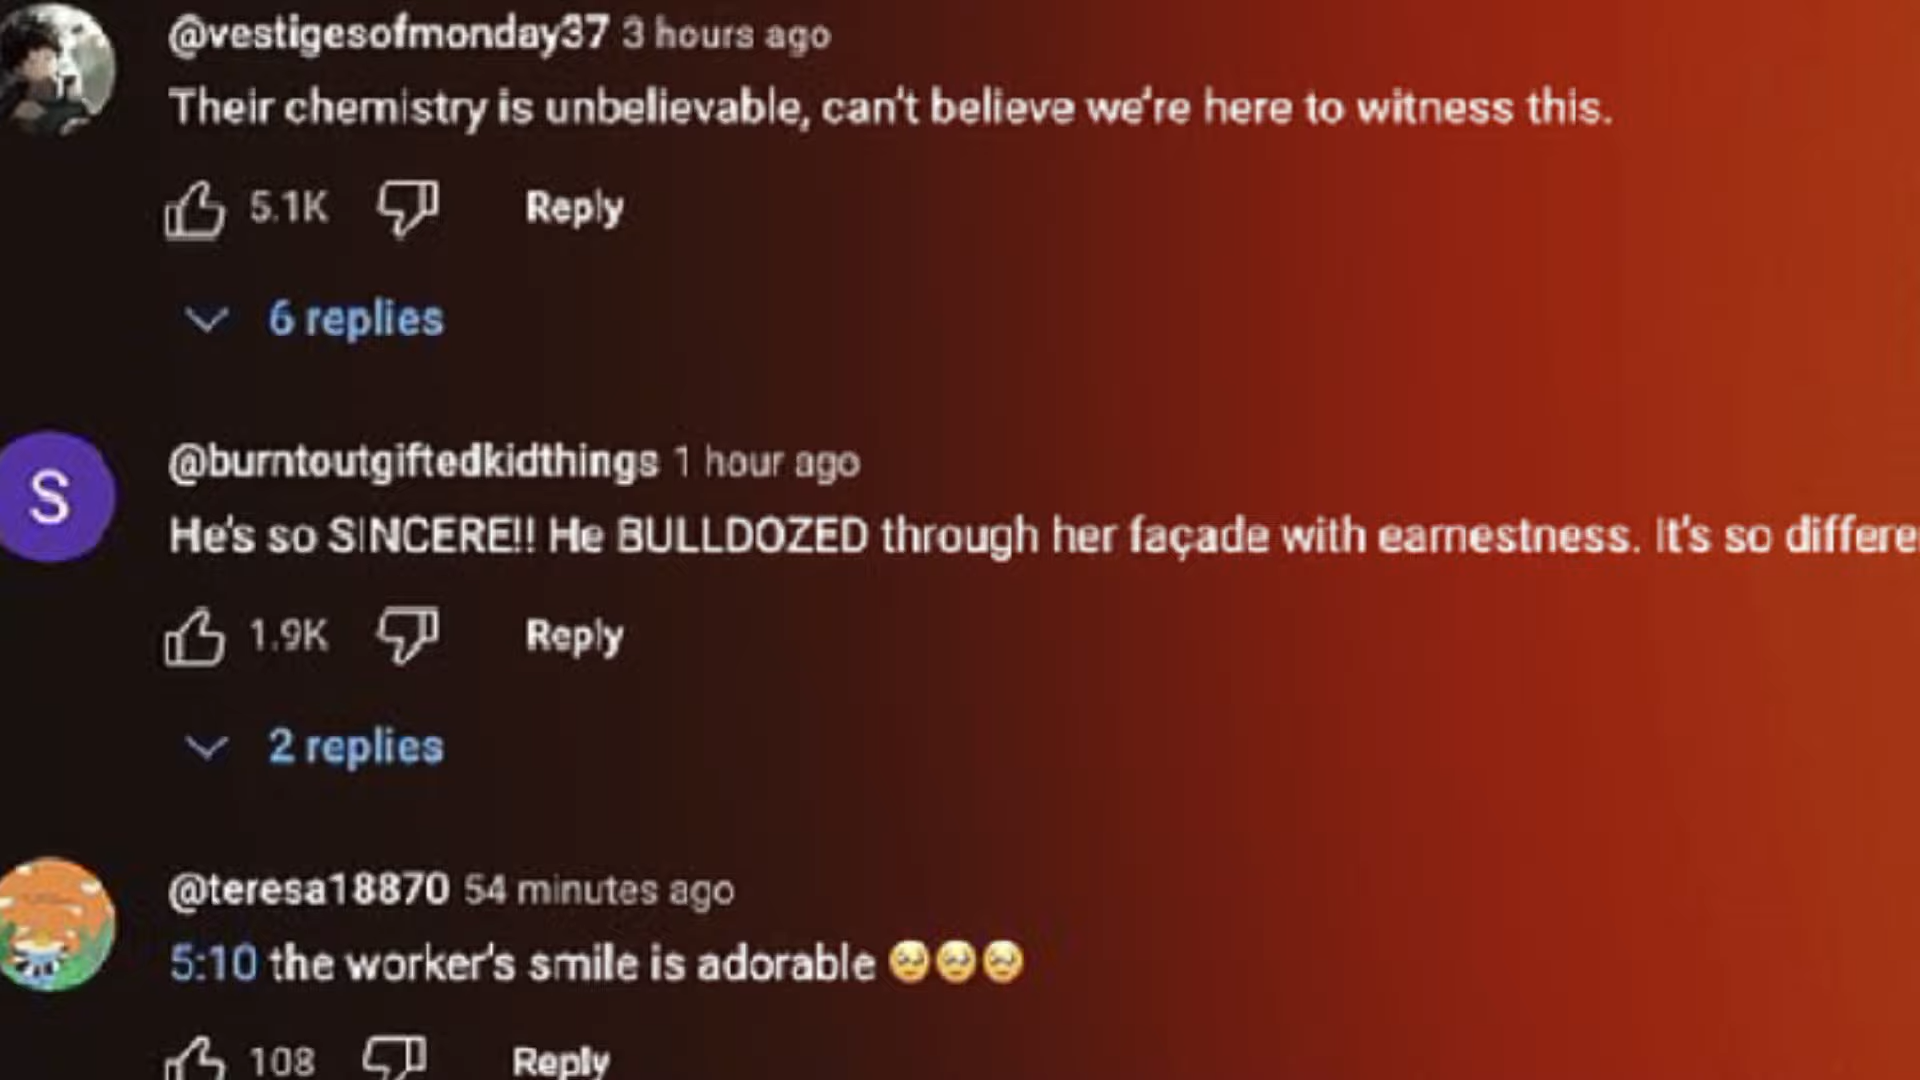 @vestigesofmonday37 3 hours ago
Their chemistry is unbelievable, can't believe we're here to witness this.
5.1K Reply
6 replies
S
@burntoutgiftedkidthings 1 hour ago
He's so SINCERE!! He BULLDOZED through her façade with earnestness. It's so differe
1.9K Reply
2 replies
@teresa18870 54 minutes ago
5:10 the worker's smile is adorable 🥹🥹🥹
108 Reply